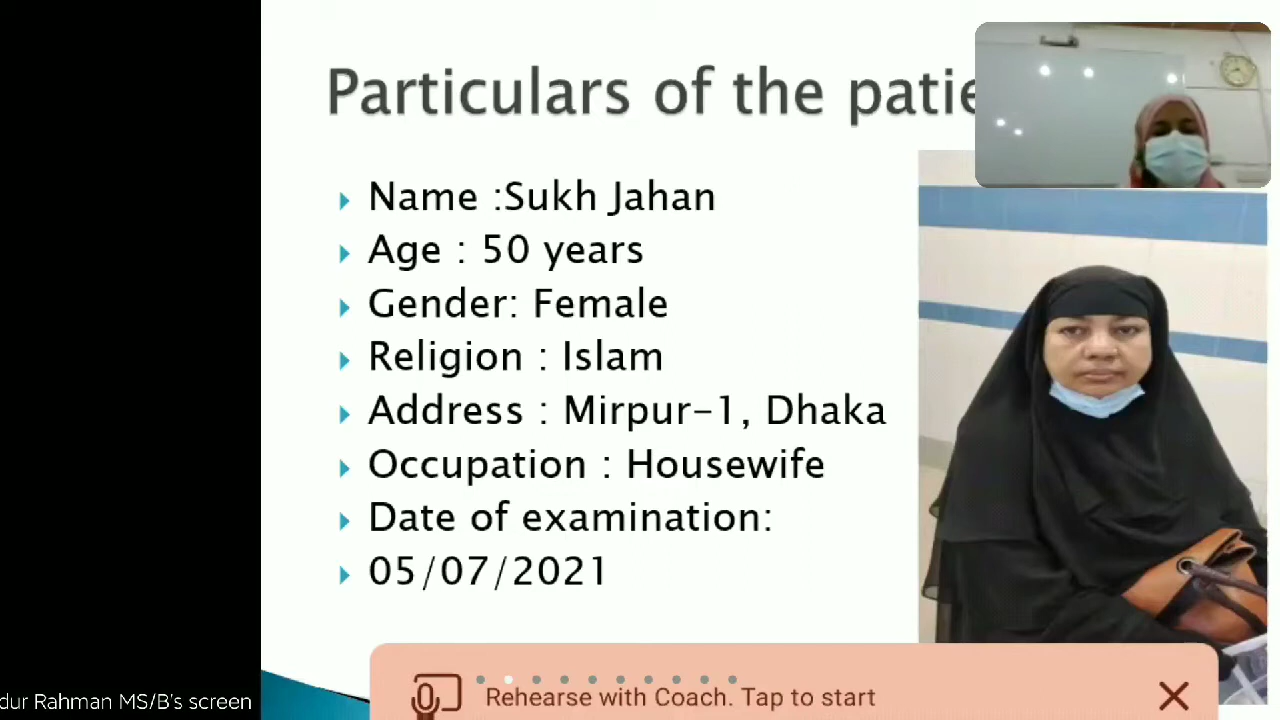 Particulars of the patie
Name :Sukh Jahan
Age : 50 years
Gender: Female
Religion : Islam
Address : Mirpur-1, Dhaka
Occupation : Housewife
Date of examination:
05/07/2021
Rehearse with Coach. Tap to start
dur Rahman MS/B's screen